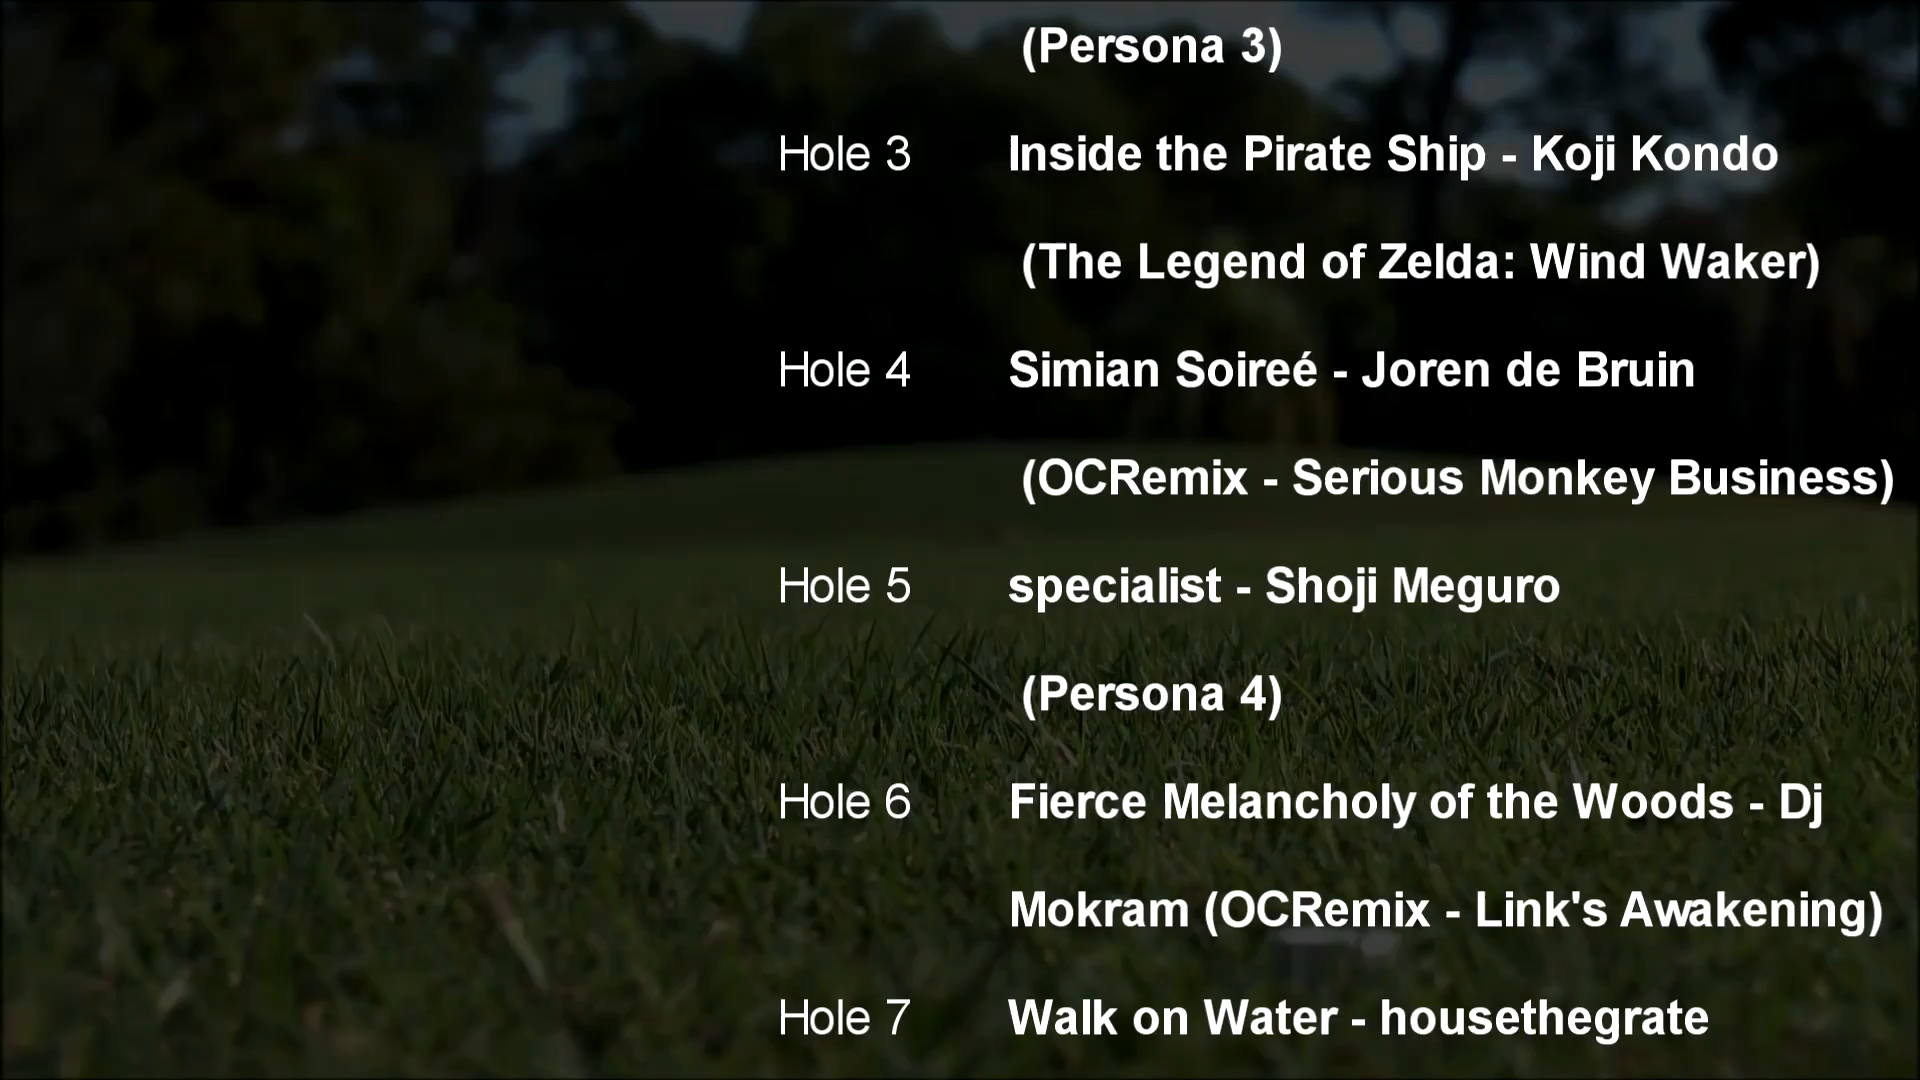 (Persona 3)
Hole 3 Inside the Pirate Ship - Koji Kondo
(The Legend of Zelda: Wind Waker)
Hole 4 Simian Soireé - Joren de Bruin
(OCRemix - Serious Monkey Business)
Hole 5 specialist - Shoji Meguro
(Persona 4)
Hole 6 Fierce Melancholy of the Woods - Dj
Mokram (OCRemix - Link's Awakening)
Hole 7 Walk on Water - housethegrate